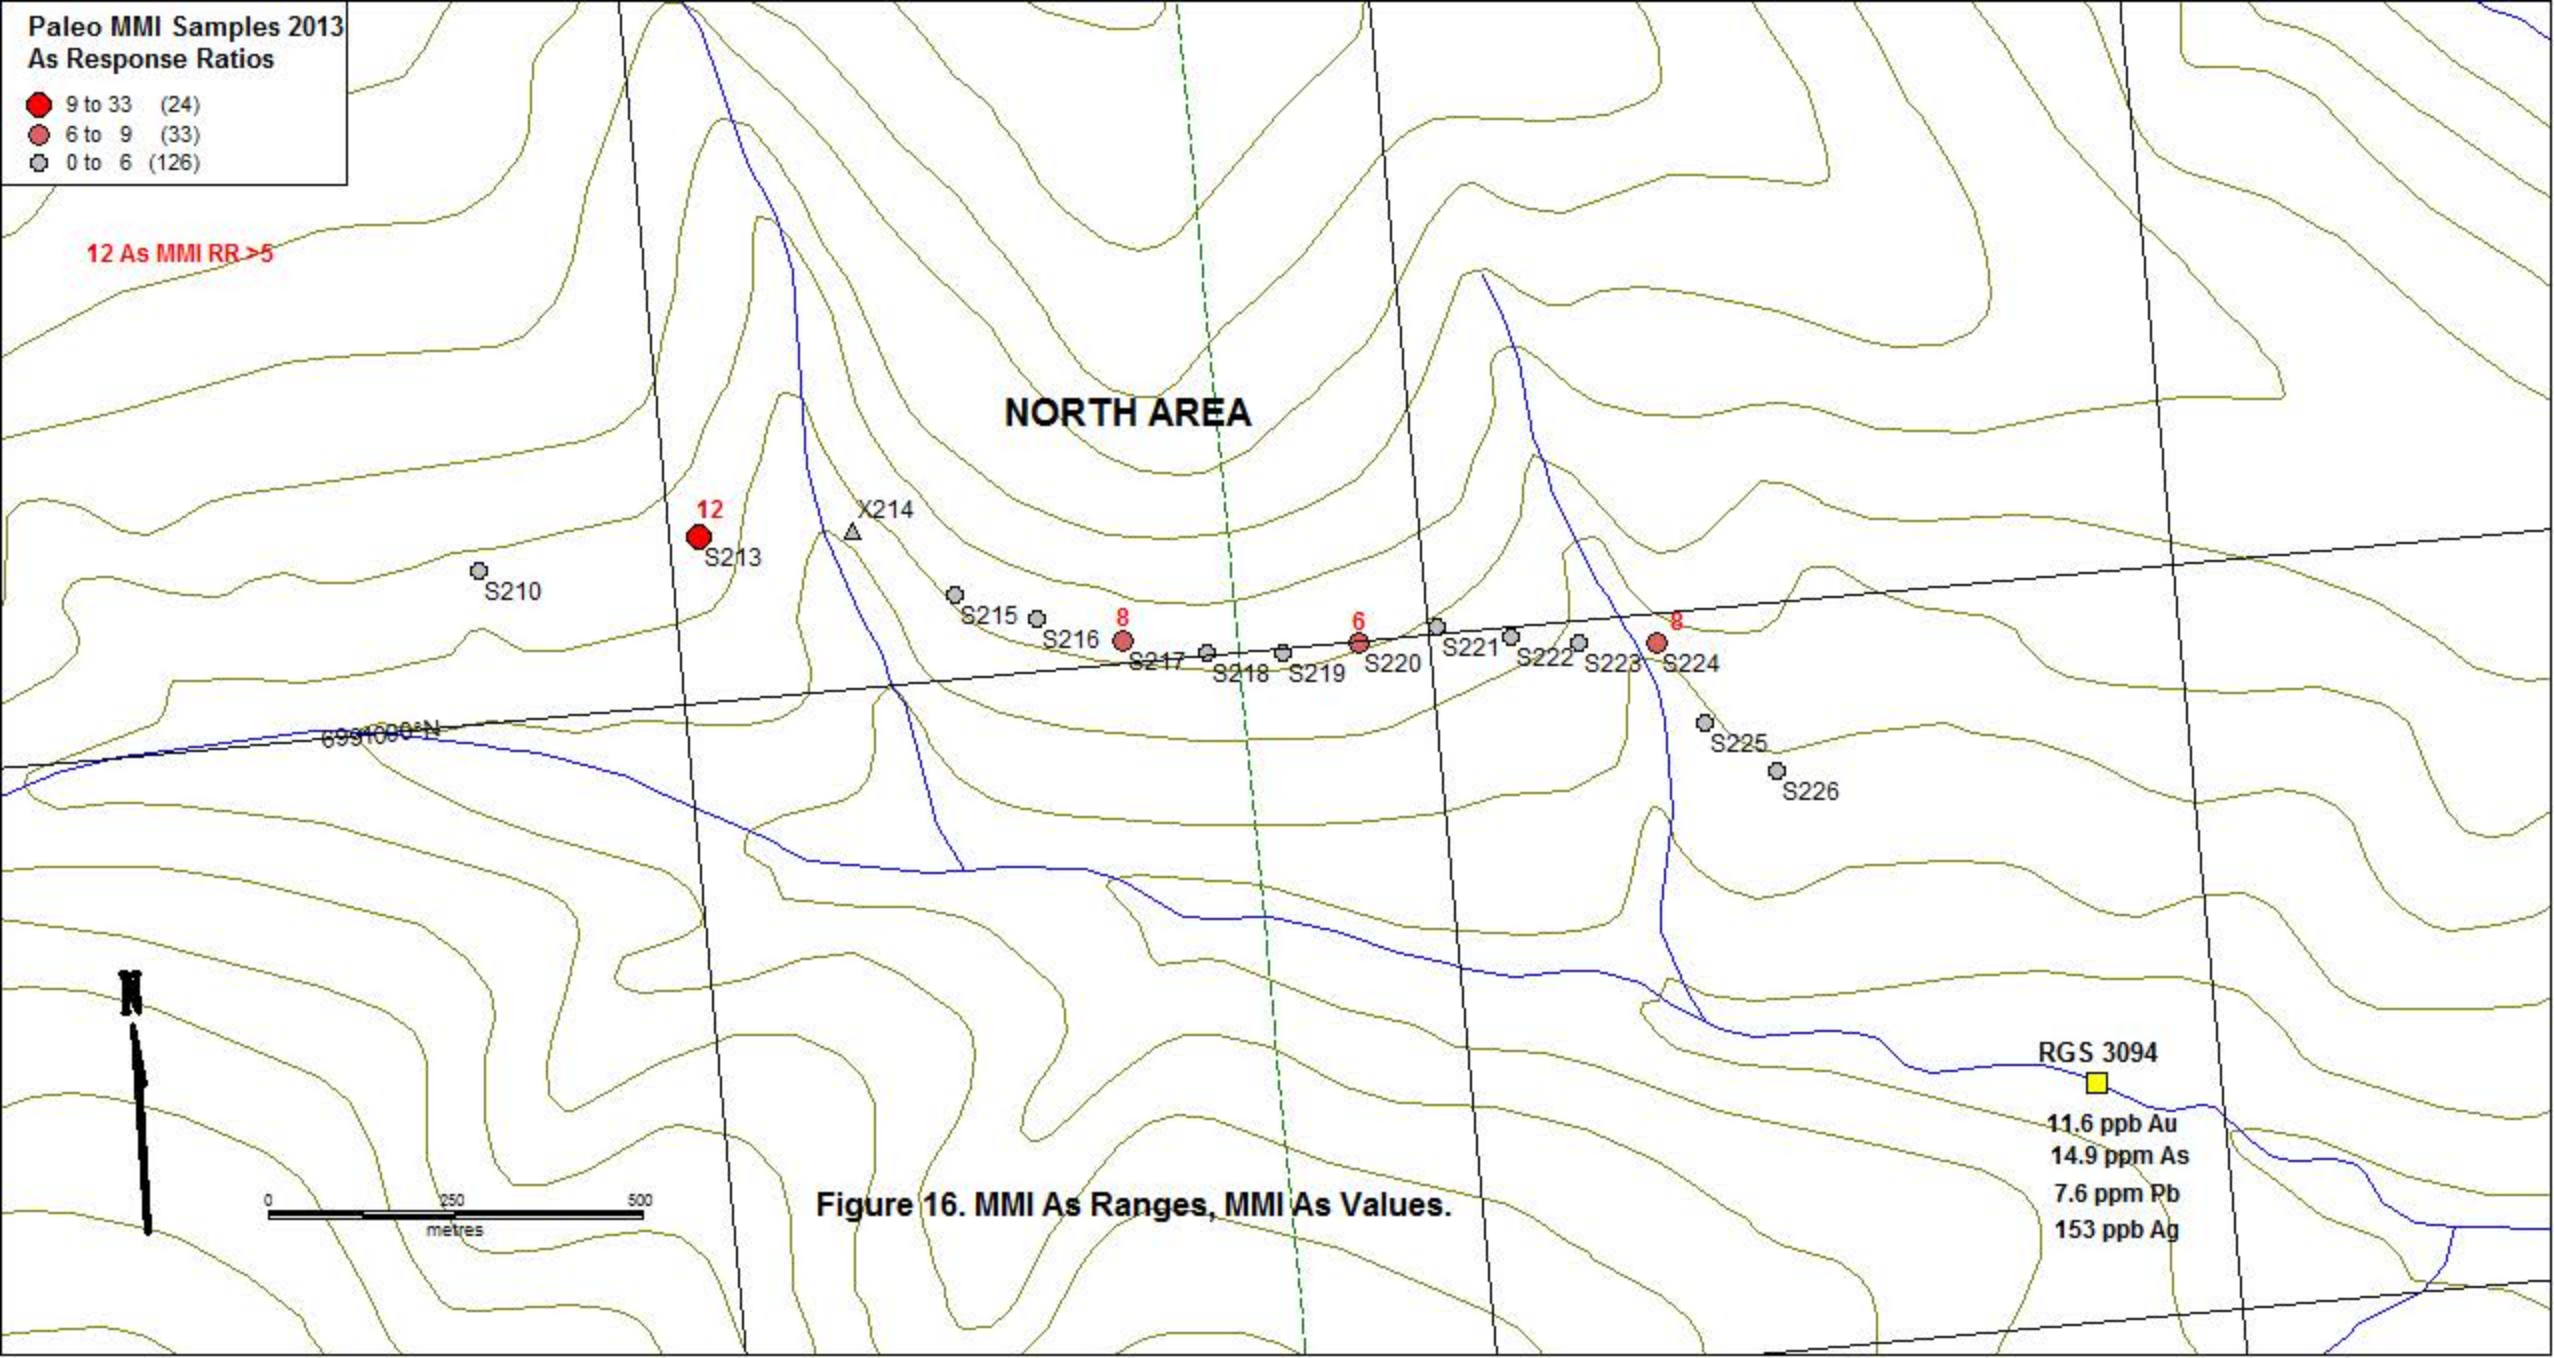 Paleo MMI Samples 2013
As Response Ratios
9 to 33 (24)
6 to 9 (33)
0 to 6 (126)
12 As MMI RR >5
NORTH AREA
12
S213
X214
S210
S215
S216
8
S217
S218
S219
6
S220
S221
S222
S223
8
S224
S225
S226
N
RGS 3094
11.6 ppb Au
14.9 ppm As
7.6 ppm Pb
153 ppb Ag
0 250 500
metres
Figure 16. MMI As Ranges, MMI As Values.